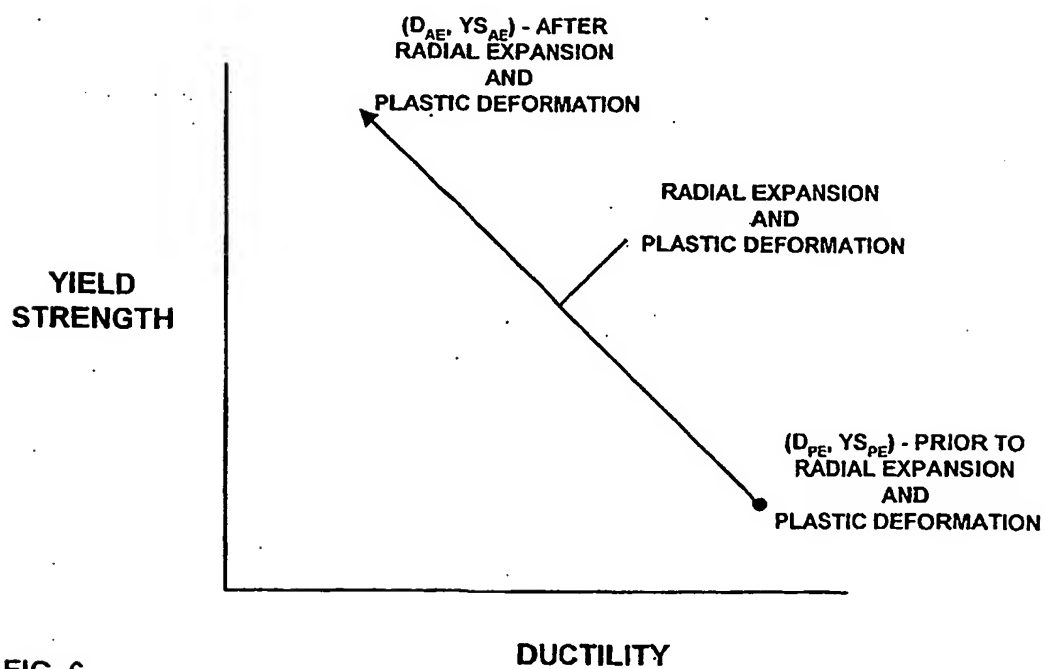 (D_AE, YS_AE) - AFTER
RADIAL EXPANSION
AND
PLASTIC DEFORMATION
RADIAL EXPANSION
AND
PLASTIC DEFORMATION
YIELD
STRENGTH
(D_PE, YS_PE) - PRIOR TO
RADIAL EXPANSION
AND
PLASTIC DEFORMATION
DUCTILITY
FIG. 6